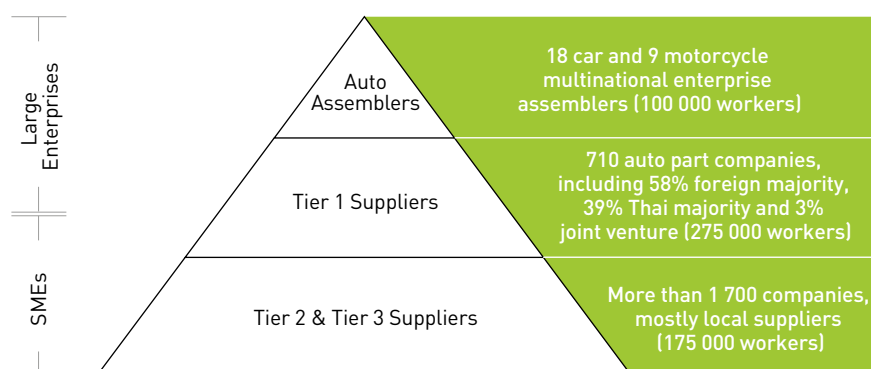 Large
Enterprises
SMEs
Auto
Assemblers
18 car and 9 motorcycle
multinational enterprise
assemblers (100 000 workers)
Tier 1 Suppliers
710 auto part companies,
including 58% foreign majority,
39% Thai majority and 3%
joint venture (275 000 workers)
Tier 2 & Tier 3 Suppliers
More than 1 700 companies,
mostly local suppliers
(175 000 workers)